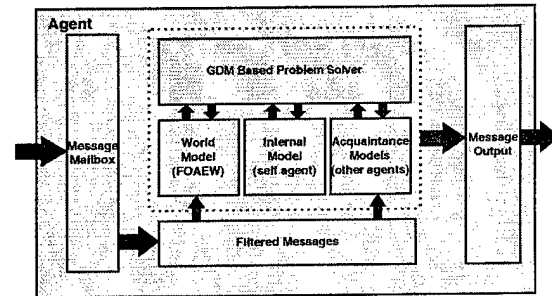 Agent
GDM Based Problem Solver
Message
Mailbox
World
Model
(FOAEW)
Internal
Model
(self agent)
Acquaintance
Models
(other agents)
Message
Output
Filtered Messages